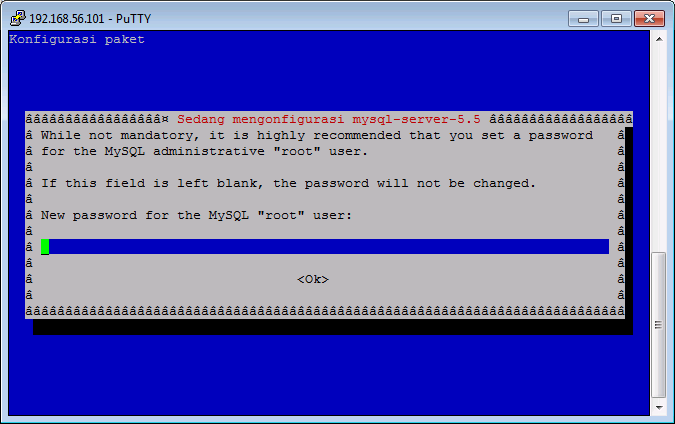 192.168.56.101 - PuTTY
Konfigurasi paket
âââââââââââââââââ¤ Sedang mengonfigurasi mysql-server-5.5 ââââââââââââââââââ
â While not mandatory, it is highly recommended that you set a password â
â for the MySQL administrative "root" user. â
â â
â If this field is left blank, the password will not be changed. â
â â
â New password for the MySQL "root" user: â
â â
â â
â â
â <Ok> â
â â
âââââââââââââââââââââââââââââââââââââââââââââââââââââââââââââââââââââââââââ